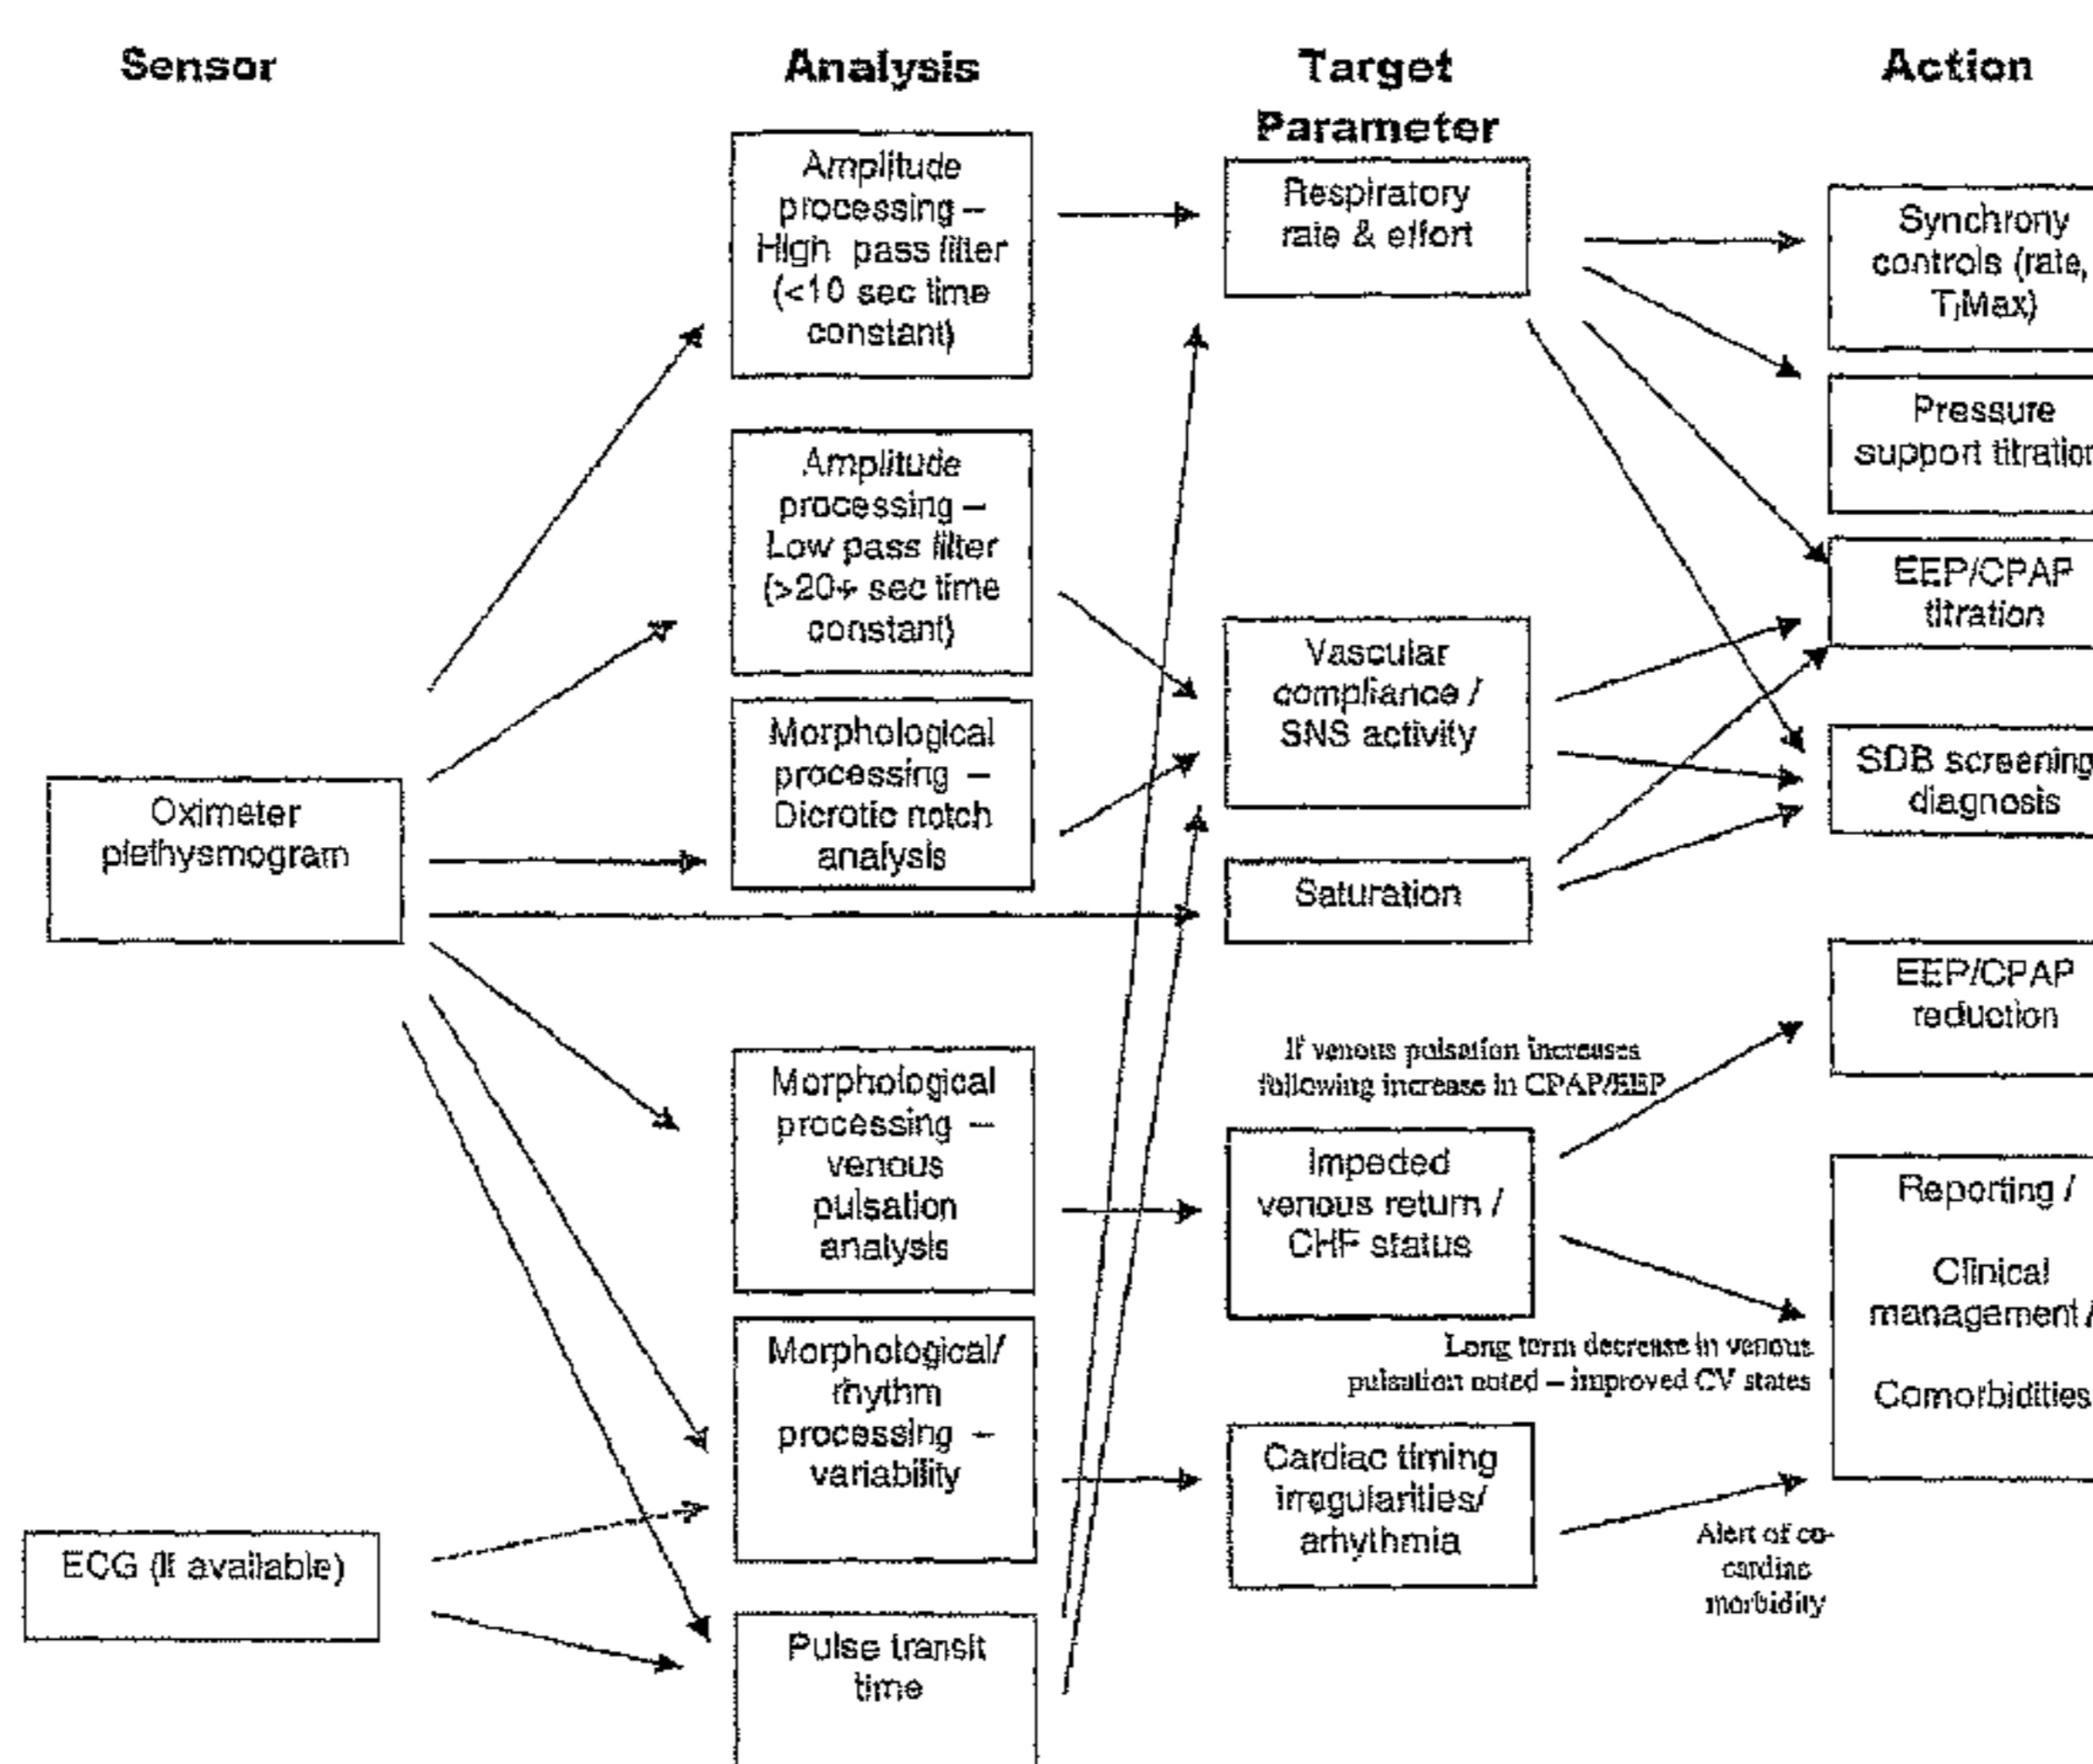 Sensor
Analysis
Target
Parameter
Action
Amplitude
processing –
High pass filter
(<10 sec time
constant)
Amplitude
processing –
Low pass filter
(>20+ sec time
constant)
Morphological
processing –
Dicrotic notch
analysis
Oximeter
plethysmogram
Morphological
processing –
venous
pulsation
analysis
Morphological/
rhythm
processing –
variability
ECG (if available)
Pulse transit
time
Respiratory
rate & effort
Vascular
compliance /
SNS activity
Saturation
If venous pulsation increases
following increase in CPAP/EEP
Impeded
venous return /
CHF status
Long term decrease in venous
pulsation noted – improved CV states
Cardiac timing
irregularities/
arhythmia
Alert of co-
cardiac
morbidity
Synchrony
controls (rate,
TiMax)
Pressure
support titration
EEP/CPAP
titration
SDB screening
diagnosis
EEP/CPAP
reduction
Reporting /
Clinical
management /
Comorbidities